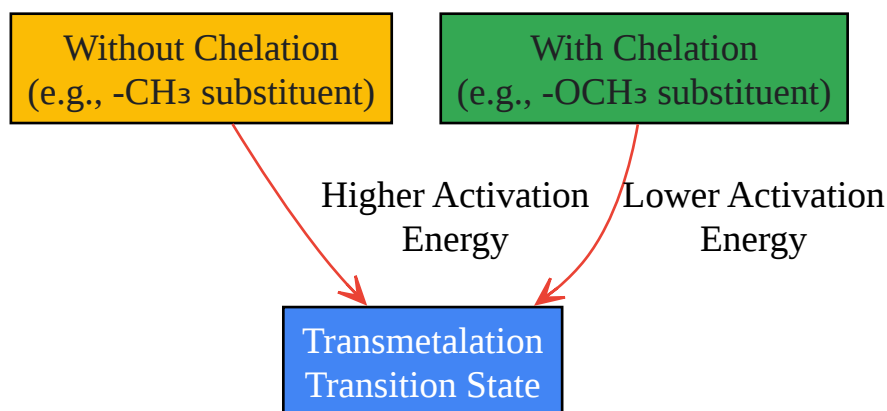 Without Chelation
(e.g., -CH₃ substituent)
With Chelation
(e.g., -OCH₃ substituent)
Higher Activation
Energy
Lower Activation
Energy
Transmetalation
Transition State